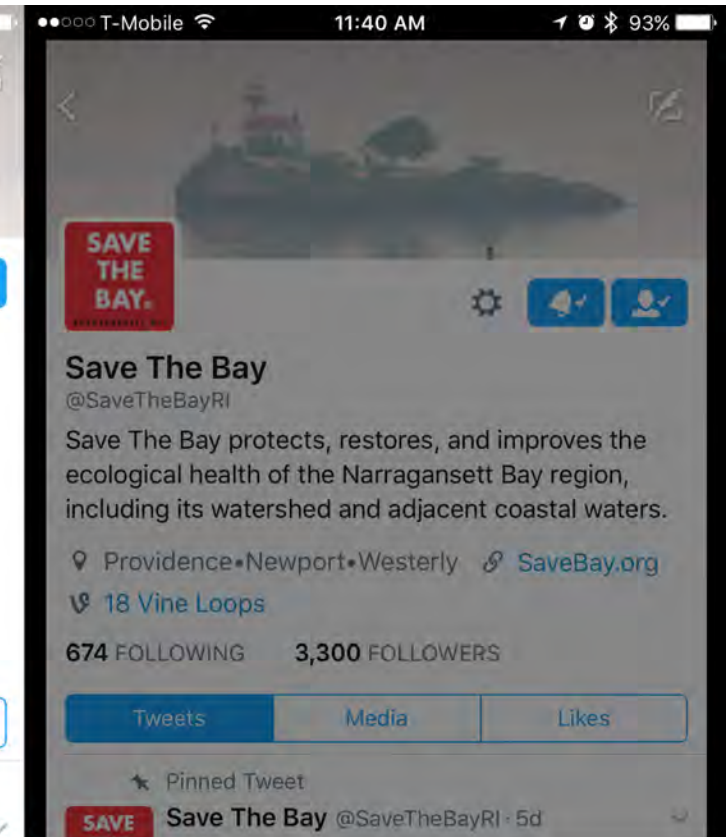 T-Mobile 11:40 AM 93%
SAVE
THE
BAY.
Save The Bay
@SaveTheBayRI
Save The Bay protects, restores, and improves the
ecological health of the Narragansett Bay region,
including its watershed and adjacent coastal waters.
Providence•Newport•Westerly SaveBay.org
18 Vine Loops
674 FOLLOWING 3,300 FOLLOWERS
Tweets Media Likes
Pinned Tweet
SAVE Save The Bay @SaveTheBayRI · 5d